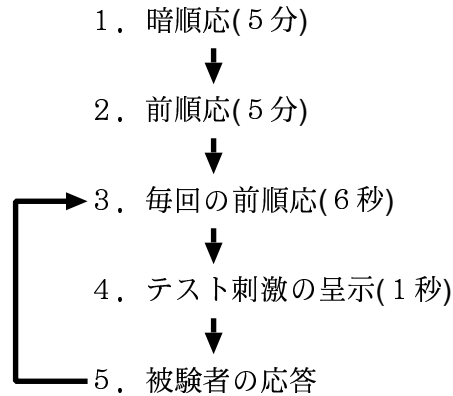 １．暗順応(５分)
２．前順応(５分)
３．毎回の前順応(６秒)
４．テスト刺激の呈示(１秒)
５．被験者の応答